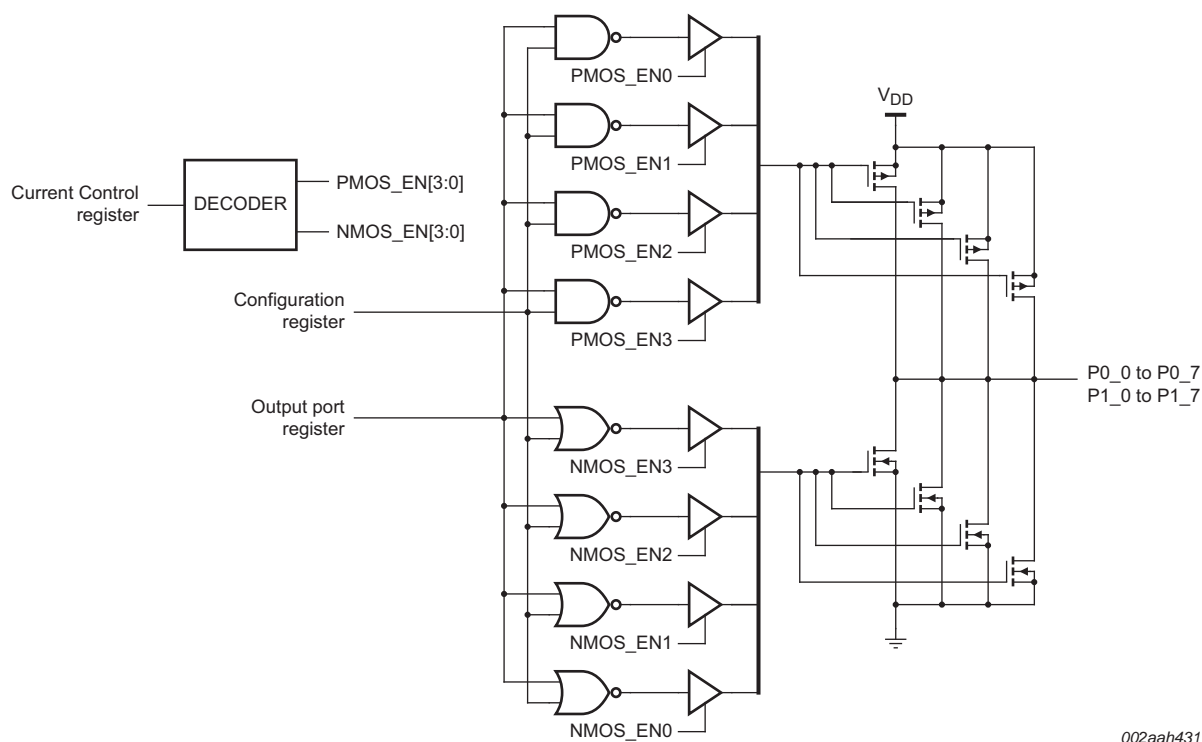 PMOS_EN0
V_DD
PMOS_EN1
Current Control
register
DECODER
PMOS_EN[3:0]
NMOS_EN[3:0]
PMOS_EN2
Configuration
register
PMOS_EN3
P0_0 to P0_7
P1_0 to P1_7
Output port
register
NMOS_EN3
NMOS_EN2
NMOS_EN1
NMOS_EN0
002aah431